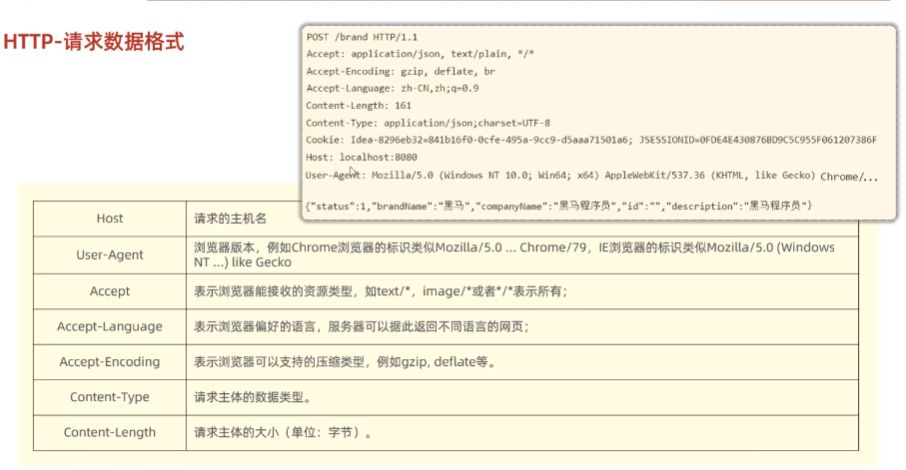 HTTP-请求数据格式
POST /brand HTTP/1.1
Accept: application/json, text/plain, */*
Accept-Encoding: gzip, deflate, br
Accept-Language: zh-CN,zh;q=0.9
Content-Length: 161
Content-Type: application/json;charset=UTF-8
Cookie: Idea-8296eb32=841b16f0-0cfe-495a-9cc9-d5aaa71501a6; JSESSIONID=0FDE4E430876BD9C5C955F061207386F
Host: localhost:8080
User-Agent: Mozilla/5.0 (Windows NT 10.0; Win64; x64) AppleWebKit/537.36 (KHTML, like Gecko) Chrome/...
{"status":1,"brandName":"黑马","companyName":"黑马程序员","id":"","description":"黑马程序员"}
Host 请求的主机名
User-Agent 浏览器版本，例如Chrome浏览器的标识类似Mozilla/5.0 ... Chrome/79，IE浏览器的标识类似Mozilla/5.0 (Windows
NT ...) like Gecko
Accept 表示浏览器能接收的资源类型，如text/*，image/*或者*/*表示所有；
Accept-Language 表示浏览器偏好的语言，服务器可以据此返回不同语言的网页；
Accept-Encoding 表示浏览器可以支持的压缩类型，例如gzip, deflate等。
Content-Type 请求主体的数据类型。
Content-Length 请求主体的大小（单位：字节）。